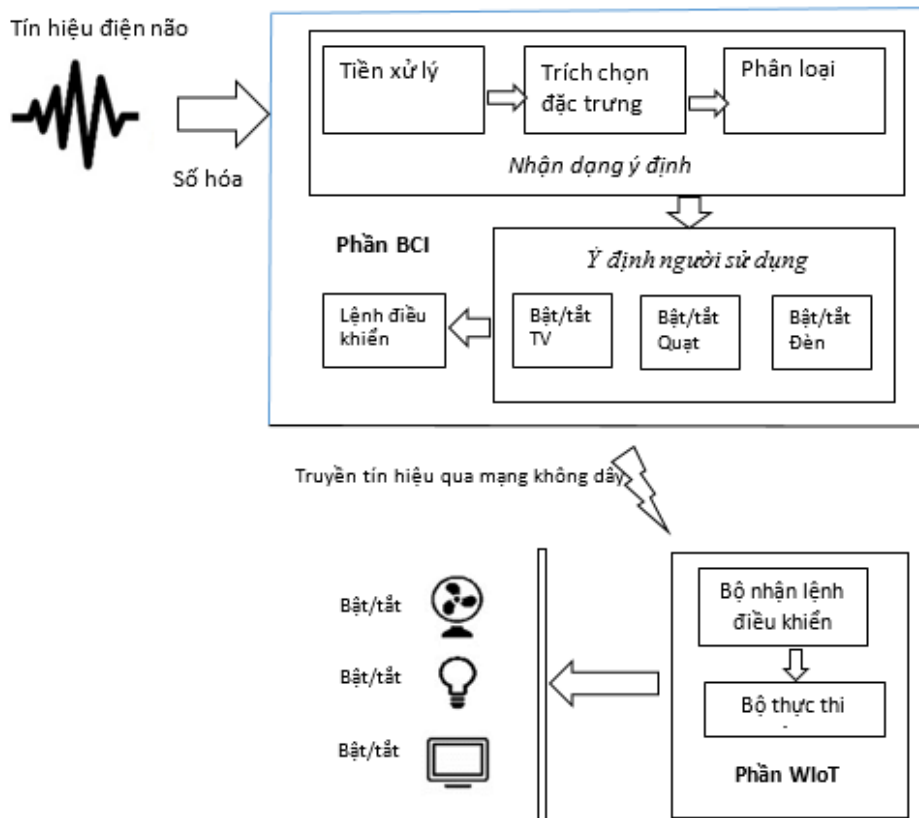 Tín hiệu điện não
Số hóa
Tiền xử lý
Trích chọn
đặc trưng
Phân loại
Nhận dạng ý định
Phần BCI
Ý định người sử dụng
Lệnh điều
khiển
Bật/tắt
TV
Bật/tắt
Quạt
Bật/tắt
Đèn
Truyền tín hiệu qua mạng không dây
Bộ nhận lệnh
điều khiển
Bộ thực thi
Phần WIoT
Bật/tắt
Bật/tắt
Bật/tắt